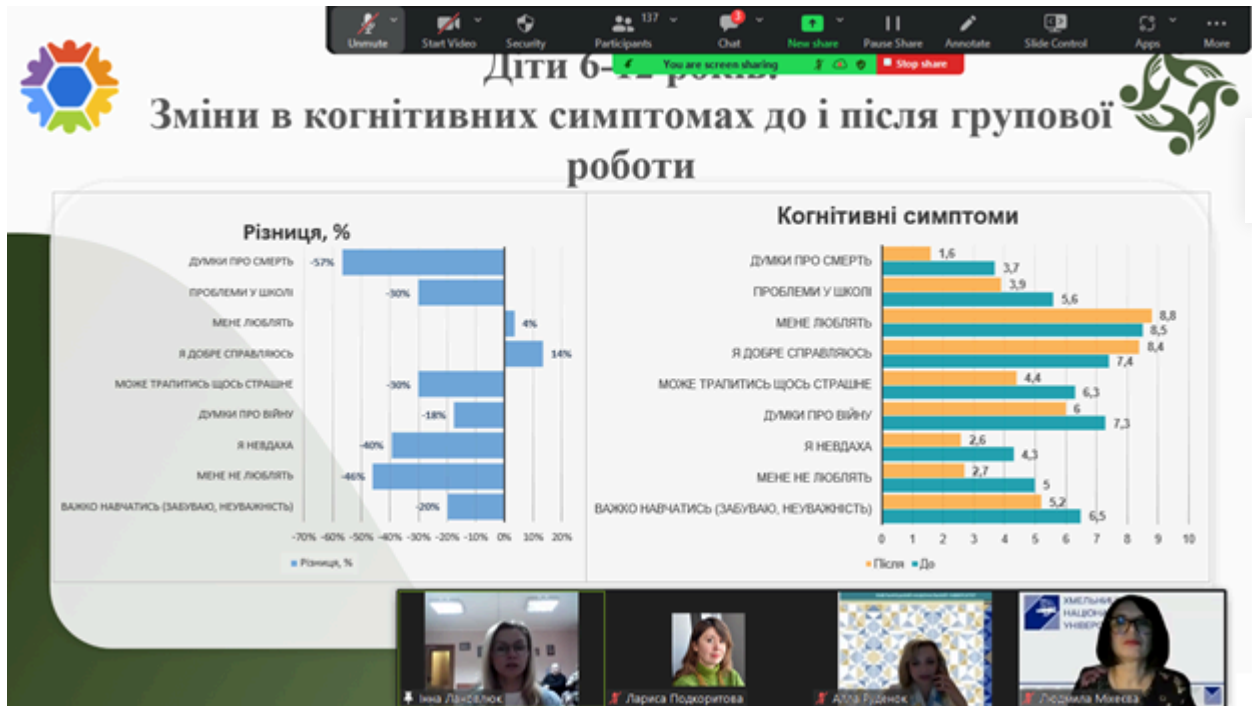 Unmute
Start Video
Security
Participants
137
Chat
3
New share
Pause Share
Annotate
Slide Control
Apps
More
You are screen sharing
Stop share
Діти 6-12 років.
Зміни в когнітивних симптомах до і після групової
роботи
Різниця, %
ДУМКИ ПРО СМЕРТЬ -57%
ПРОБЛЕМИ У ШКОЛІ -30%
МЕНЕ ЛЮБЛЯТЬ 4%
Я ДОБРЕ СПРАВЛЯЮСЬ 14%
МОЖЕ ТРАПИТИСЬ ЩОСЬ СТРАШНЕ -30%
ДУМКИ ПРО ВІЙНУ -18%
Я НЕВДАХА -40%
МЕНЕ НЕ ЛЮБЛЯТЬ -46%
ВАЖКО НАВЧАТИСЬ (ЗАБУВАЮ, НЕУВАЖНІСТЬ) -20%
-70% -60% -50% -40% -30% -20% -10% 0% 10% 20%
Різниця, %
Когнітивні симптоми
ДУМКИ ПРО СМЕРТЬ 1,6
3,7
ПРОБЛЕМИ У ШКОЛІ 3,9
5,6
МЕНЕ ЛЮБЛЯТЬ 8,8
8,5
Я ДОБРЕ СПРАВЛЯЮСЬ 8,4
7,4
МОЖЕ ТРАПИТИСЬ ЩОСЬ СТРАШНЕ 4,4
6,3
ДУМКИ ПРО ВІЙНУ 6
7,3
Я НЕВДАХА 2,6
4,3
МЕНЕ НЕ ЛЮБЛЯТЬ 2,7
5
ВАЖКО НАВЧАТИСЬ (ЗАБУВАЮ, НЕУВАЖНІСТЬ) 5,2
6,5
0 1 2 3 4 5 6 7 8 9 10
Після До
Інна Лановлюк
Лариса Подкоритова
Алла Руденок
ХМЕЛЬНИ
НАЦІОНА
УНІВЕР
Людмила Міхеєва